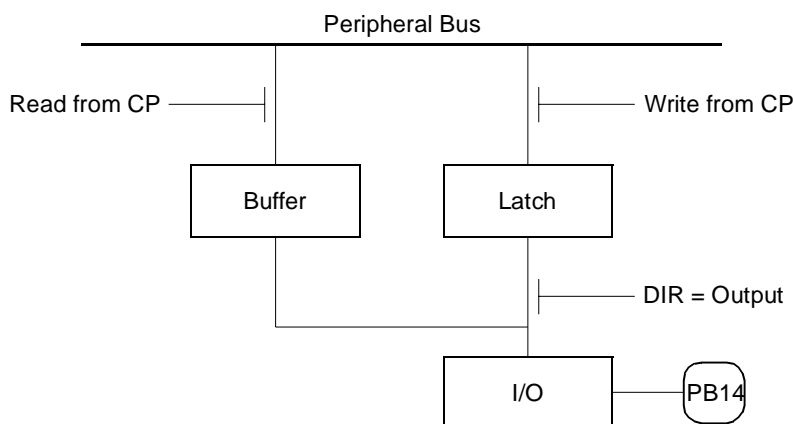 Peripheral Bus
Read from CP
Write from CP
Buffer
Latch
DIR = Output
I/O
PB14